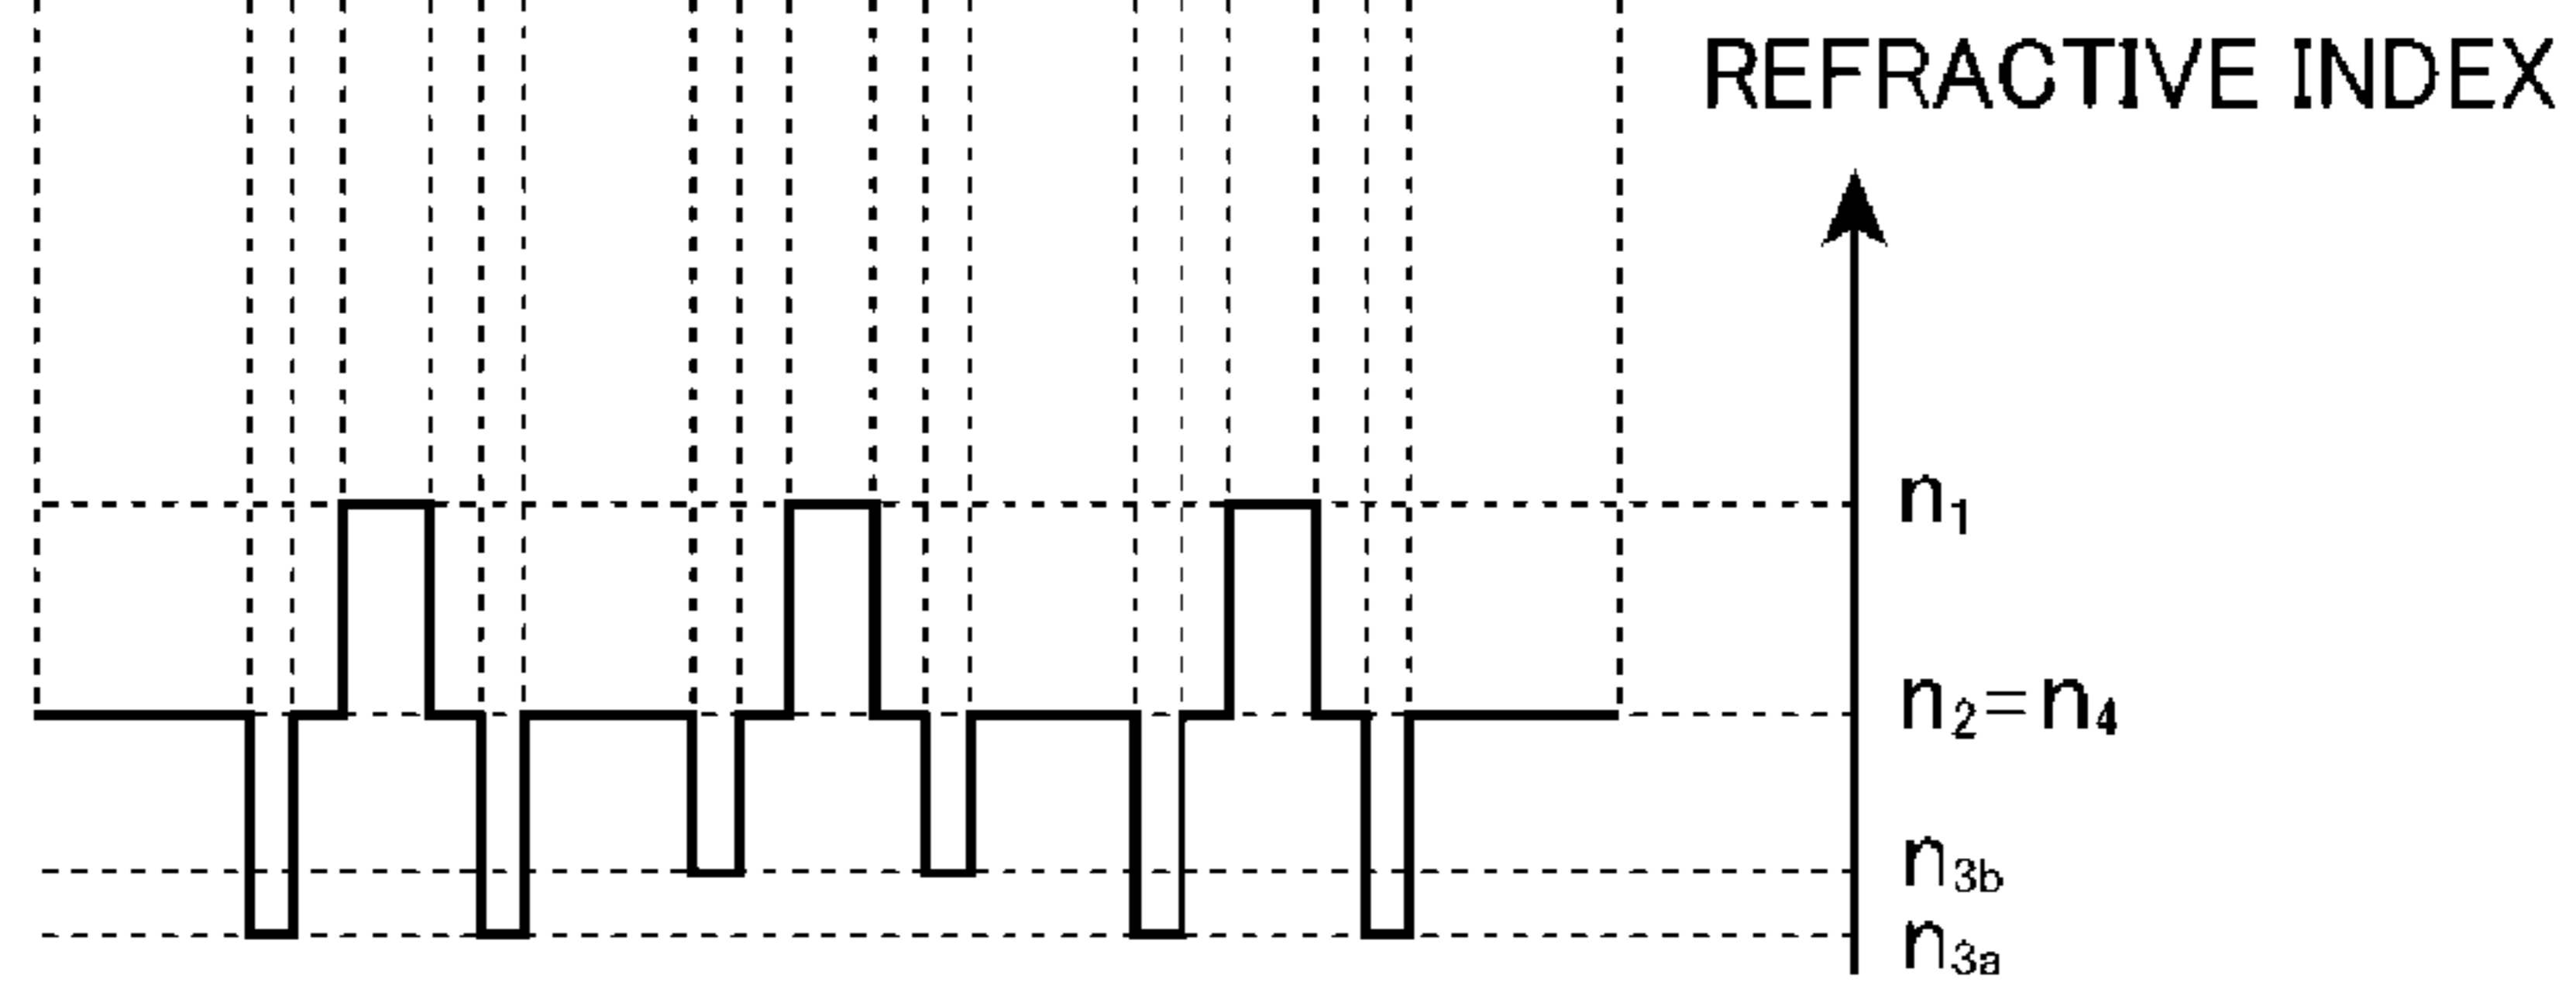 REFRACTIVE INDEX
n₁
n₂=n₄
n₃b
n₃a